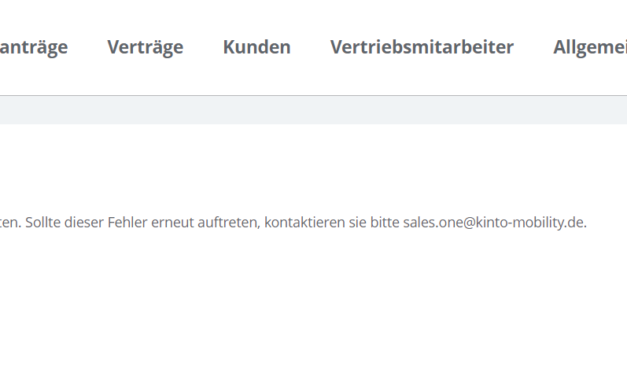 anträge Verträge Kunden Vertriebsmitarbeiter Allgemei
ten. Sollte dieser Fehler erneut auftreten, kontaktieren sie bitte sales.one@kinto-mobility.de.